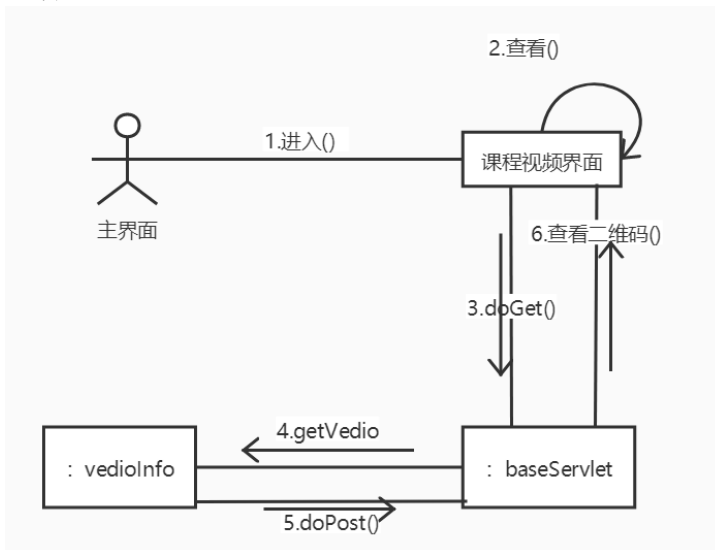 2.查看()
1.进入()
课程视频界面
主界面
6.查看二维码()
3.doGet()
4.getVedio
: vedioInfo
: baseServlet
5.doPost()